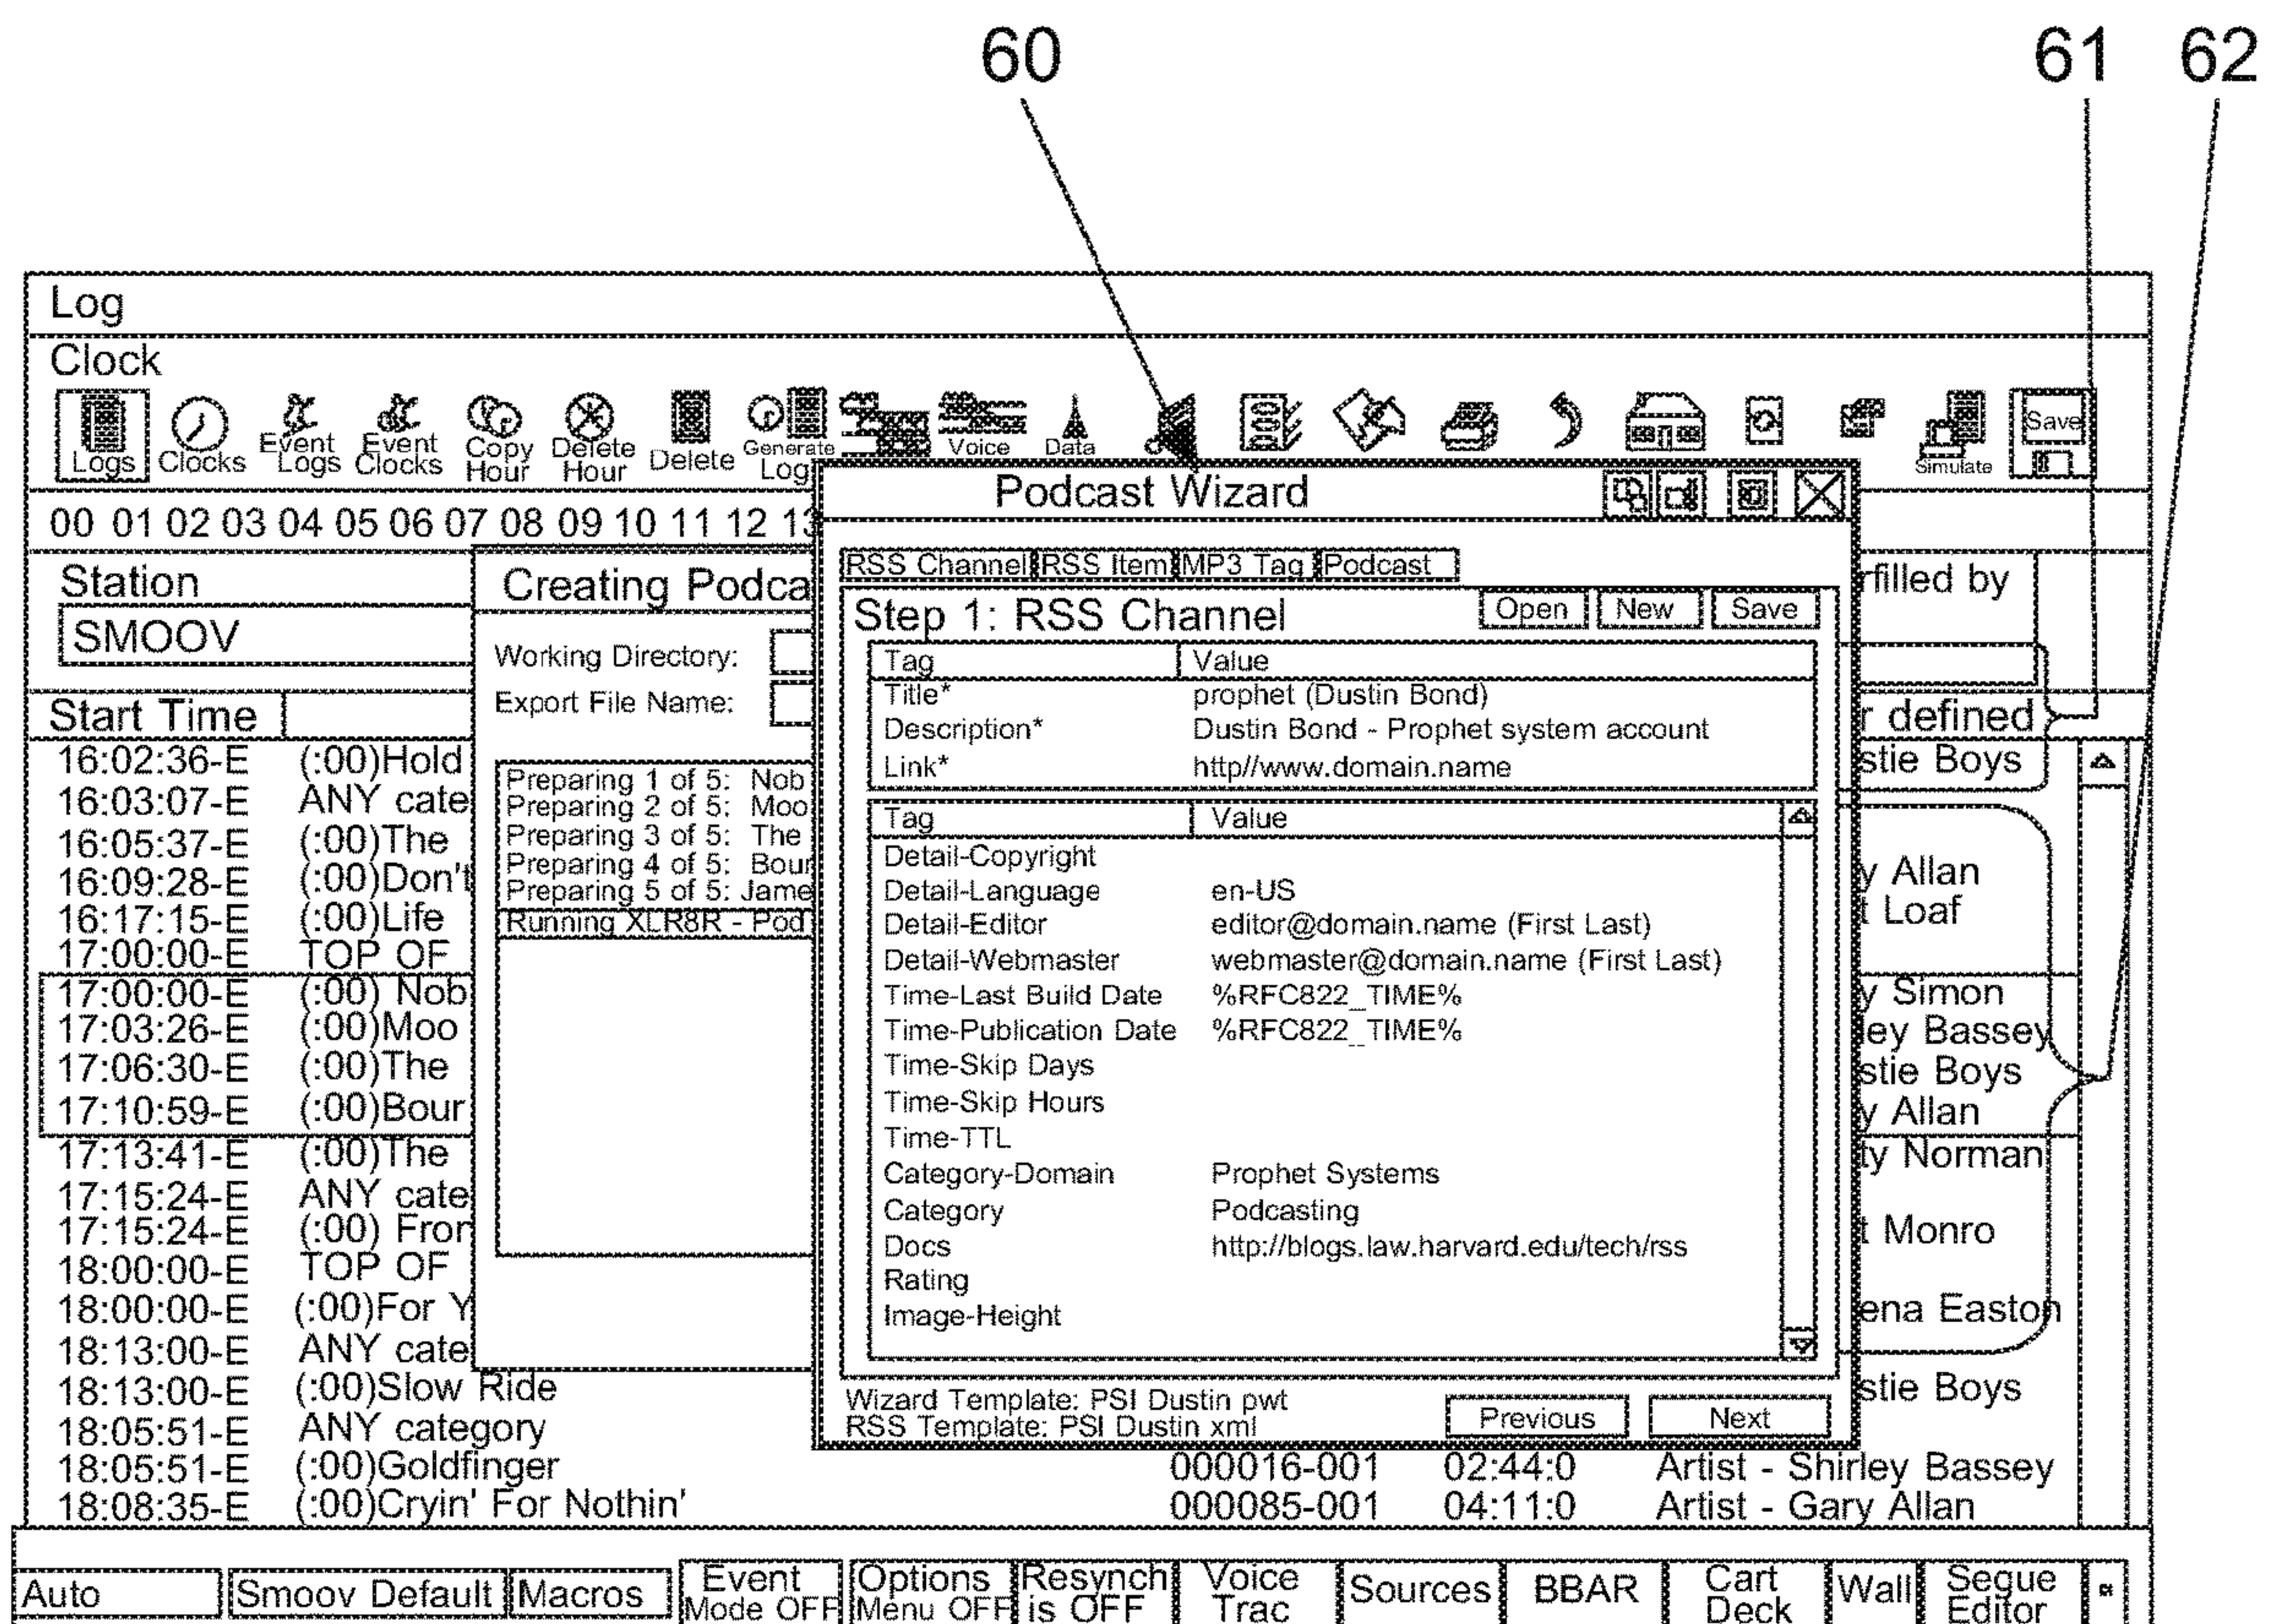 60
61 62
Log
Clock
Logs Clocks Event Logs Event Clocks Copy Hour Delete Hour Delete Generate Log Voice Data Simulate Save
00 01 02 03 04 05 06 07 08 09 10 11 12 13
Podcast Wizard
Station
SMOOV
Creating Podca
Working Directory:
Export File Name:
Preparing 1 of 5: Nob
Preparing 2 of 5: Moo
Preparing 3 of 5: The
Preparing 4 of 5: Bour
Preparing 5 of 5: Jame
Running XLR8R - Pod
RSS Channel RSS Item MP3 Tag Podcast
Step 1: RSS Channel Open New Save
Tag Value
Title* prophet (Dustin Bond)
Description* Dustin Bond - Prophet system account
Link* http//www.domain.name
Tag Value
Detail-Copyright
Detail-Language en-US
Detail-Editor editor@domain.name (First Last)
Detail-Webmaster webmaster@domain.name (First Last)
Time-Last Build Date %RFC822_TIME%
Time-Publication Date %RFC822_TIME%
Time-Skip Days
Time-Skip Hours
Time-TTL
Category-Domain Prophet Systems
Category Podcasting
Docs http://blogs.law.harvard.edu/tech/rss
Rating
Image-Height
Wizard Template: PSI Dustin pwt
RSS Template: PSI Dustin xml
Previous Next
rfilled by
r defined
Start Time
16:02:36-E (:00)Hold stie Boys
16:03:07-E ANY cate
16:05:37-E (:00)The
16:09:28-E (:00)Don't y Allan
16:17:15-E (:00)Life t Loaf
17:00:00-E TOP OF
17:00:00-E (:00) Nob y Simon
17:03:26-E (:00)Moo ley Bassey
17:06:30-E (:00)The stie Boys
17:10:59-E (:00)Bour y Allan
17:13:41-E (:00)The ty Norman
17:15:24-E ANY cate
17:15:24-E (:00) Fror t Monro
18:00:00-E TOP OF
18:00:00-E (:00)For Y ena Easton
18:13:00-E ANY cate
18:13:00-E (:00)Slow Ride stie Boys
18:05:51-E ANY category
18:05:51-E (:00)Goldfinger 000016-001 02:44:0 Artist - Shirley Bassey
18:08:35-E (:00)Cryin' For Nothin' 000085-001 04:11:0 Artist - Gary Allan
Auto Smoov Default Macros Event Mode OFF Options Menu OFF Resynch is OFF Voice Trac Sources BBAR Cart Deck Wall Segue Editor